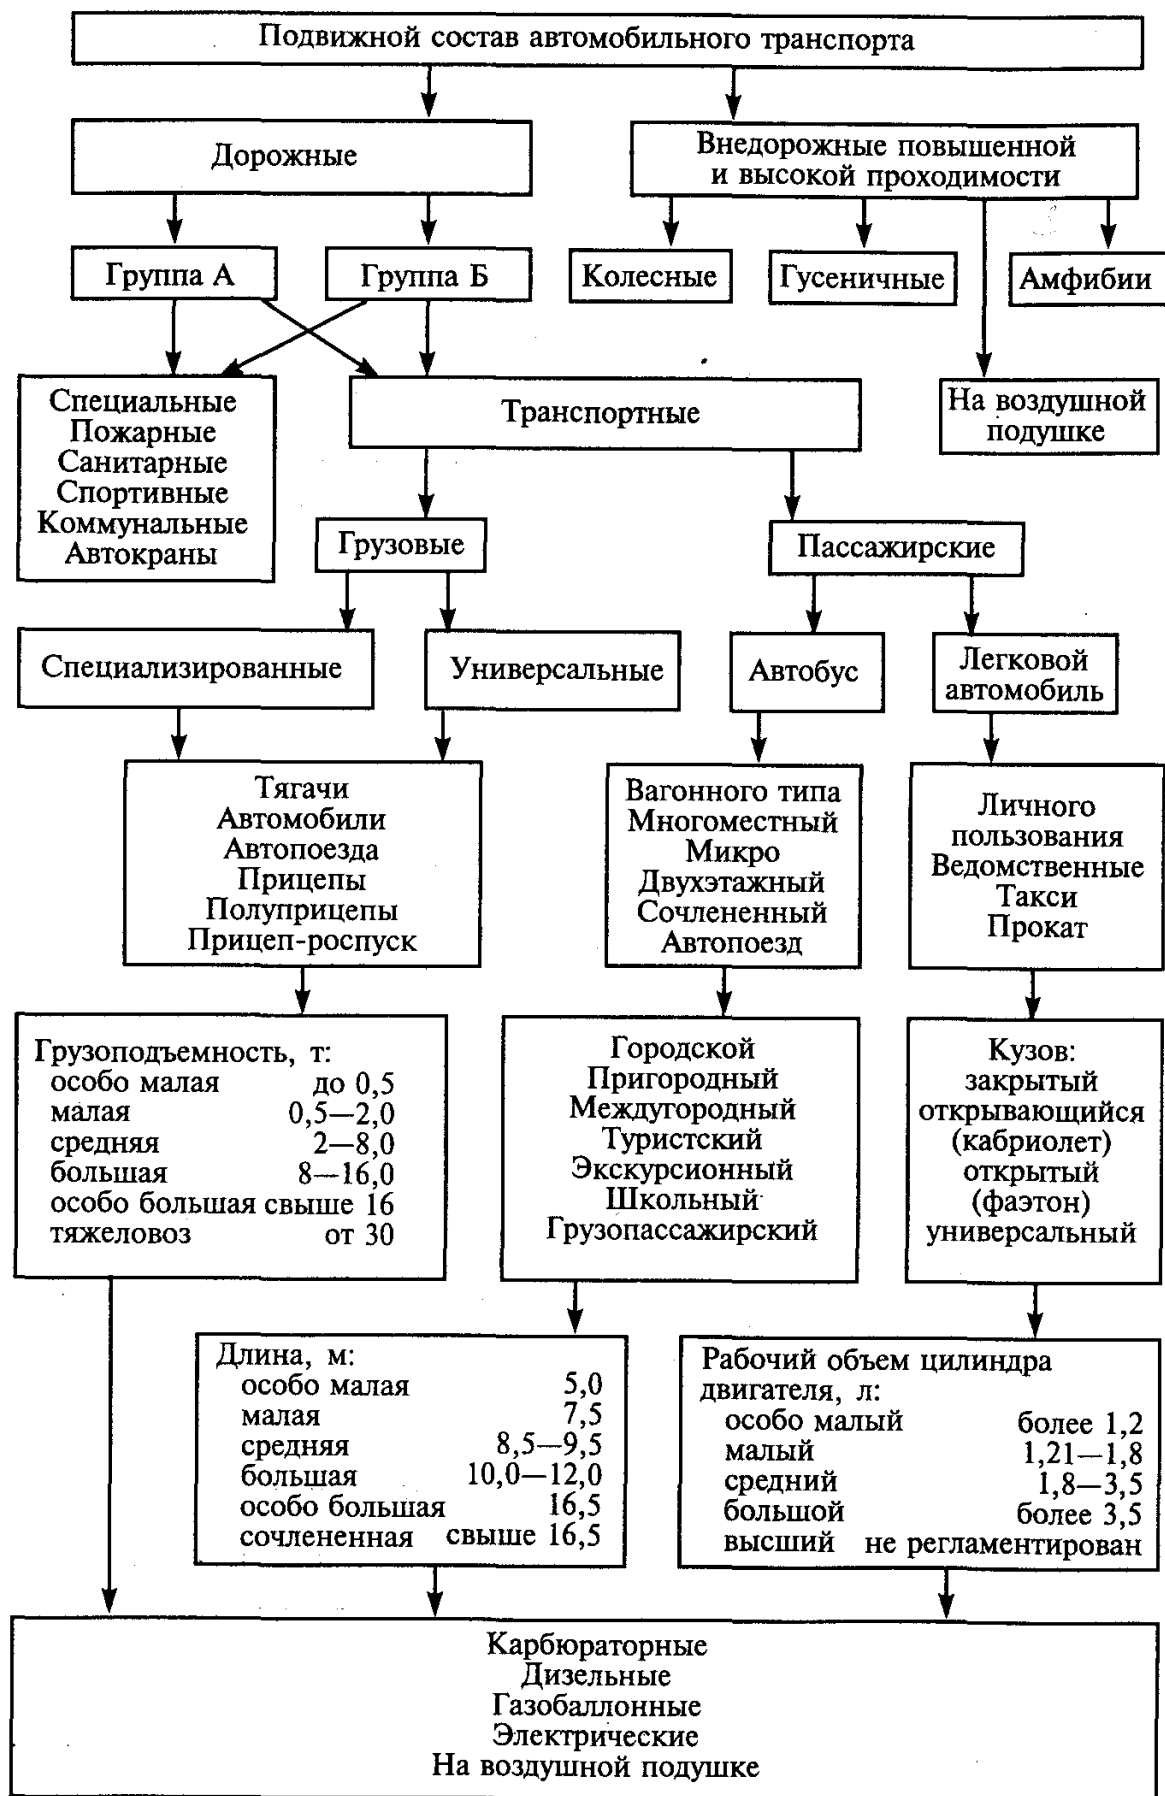 Подвижной состав автомобильного транспорта
Дорожные
Внедорожные повышенной
и высокой проходимости
Группа А
Группа Б
Колесные
Гусеничные
Амфибии
Специальные
Пожарные
Санитарные
Спортивные
Коммунальные
Автокраны
Транспортные
На воздушной
подушке
Грузовые
Пассажирские
Специализированные
Универсальные
Автобус
Легковой
автомобиль
Тягачи
Автомобили
Автопоезда
Прицепы
Полуприцепы
Прицеп-роспуск
Вагонного типа
Многоместный
Микро
Двухэтажный
Сочлененный
Автопоезд
Личного
пользования
Ведомственные
Такси
Прокат
Грузоподъемность, т:
особо малая до 0,5
малая 0,5—2,0
средняя 2—8,0
большая 8—16,0
особо большая свыше 16
тяжеловоз от 30
Городской
Пригородный
Междугородный
Туристский
Экскурсионный
Школьный
Грузопассажирский
Кузов:
закрытый
открывающийся
(кабриолет)
открытый
(фаэтон)
универсальный
Длина, м:
особо малая 5,0
малая 7,5
средняя 8,5—9,5
большая 10,0—12,0
особо большая 16,5
сочлененная свыше 16,5
Рабочий объем цилиндра
двигателя, л:
особо малый более 1,2
малый 1,21—1,8
средний 1,8—3,5
большой более 3,5
высший не регламентирован
Карбюраторные
Дизельные
Газобаллонные
Электрические
На воздушной подушке